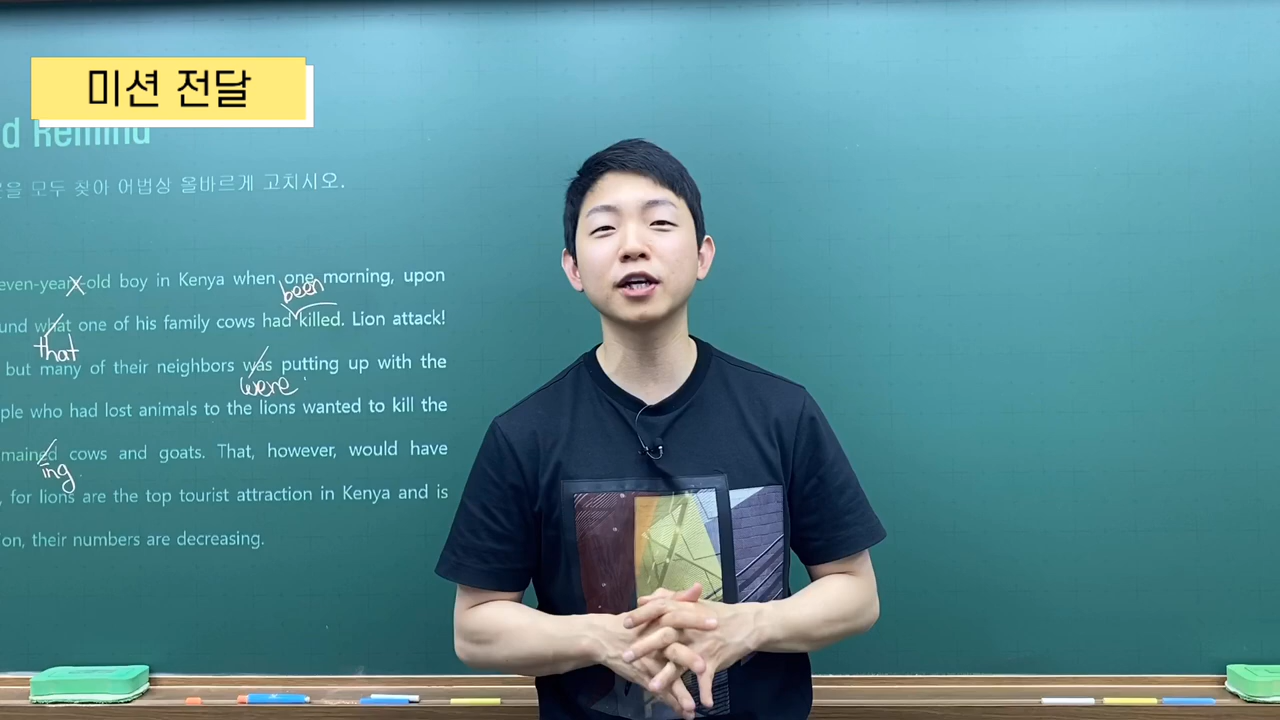 미션 전달
d Remind
을 모두 찾아 어법상 올바르게 고치시오.
even-years-old boy in Kenya when one morning, upon
been
und what one of his family cows had killed. Lion attack!
that
but many of their neighbors was putting up with the
were
ple who had lost animals to the lions wanted to kill the
mained cows and goats. That, however, would have
ing
, for lions are the top tourist attraction in Kenya and is
on, their numbers are decreasing.